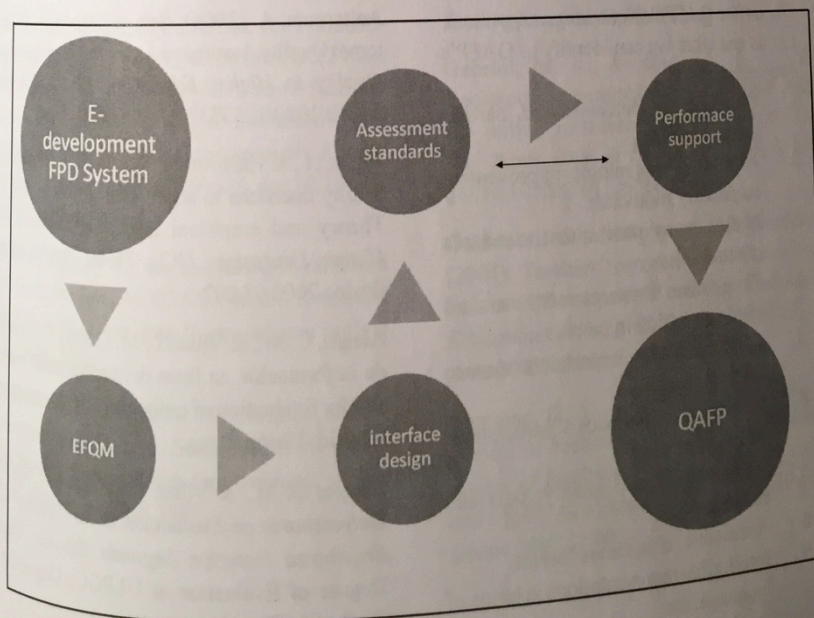 E-
development
FPD System
EFQM
interface
design
Assessment
standards
Performace
support
QAFP